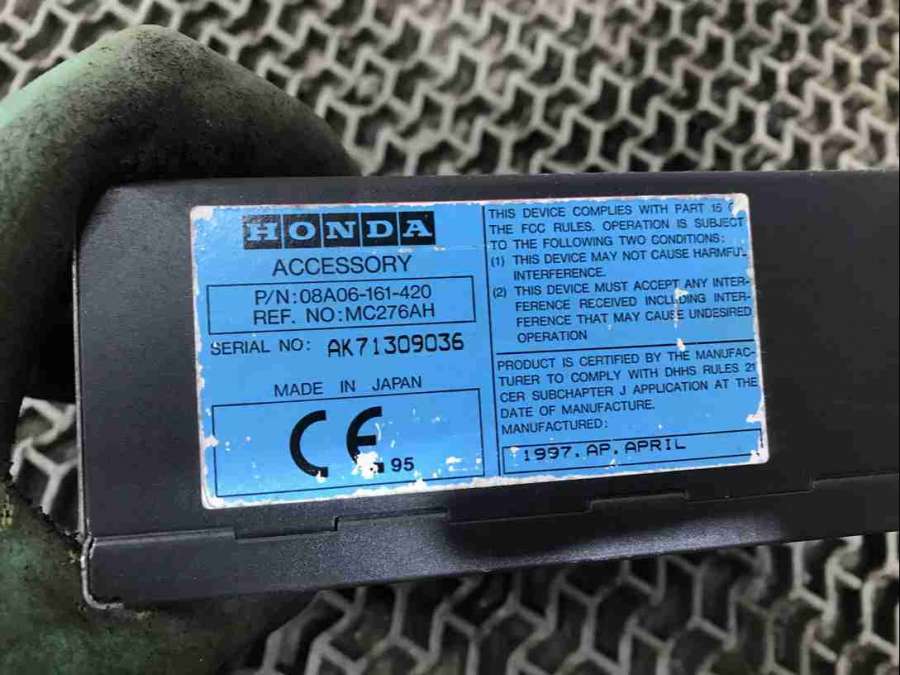 HONDA
ACCESSORY
P/N:08A06-161-420
REF. NO:MC276AH
SERIAL NO: AK71309036
MADE IN JAPAN
CE 95
THIS DEVICE COMPLIES WITH PART 15
THE FCC RULES. OPERATION IS SUBJECT
TO THE FOLLOWING TWO CONDITIONS:
(1) THIS DEVICE MAY NOT CAUSE HARMFUL
INTERFERENCE.
(2) THIS DEVICE MUST ACCEPT ANY INTER-
FERENCE RECEIVED INCLUDING INTER-
FERENCE THAT MAY CAUSE UNDESIRED
OPERATION
PRODUCT IS CERTIFIED BY THE MANUFAC-
TURER TO COMPLY WITH DHHS RULES 21
CER SUBCHAPTER J APPLICATION AT THE
DATE OF MANUFACTURE.
MANUFACTURED:
1997. AP. APRIL